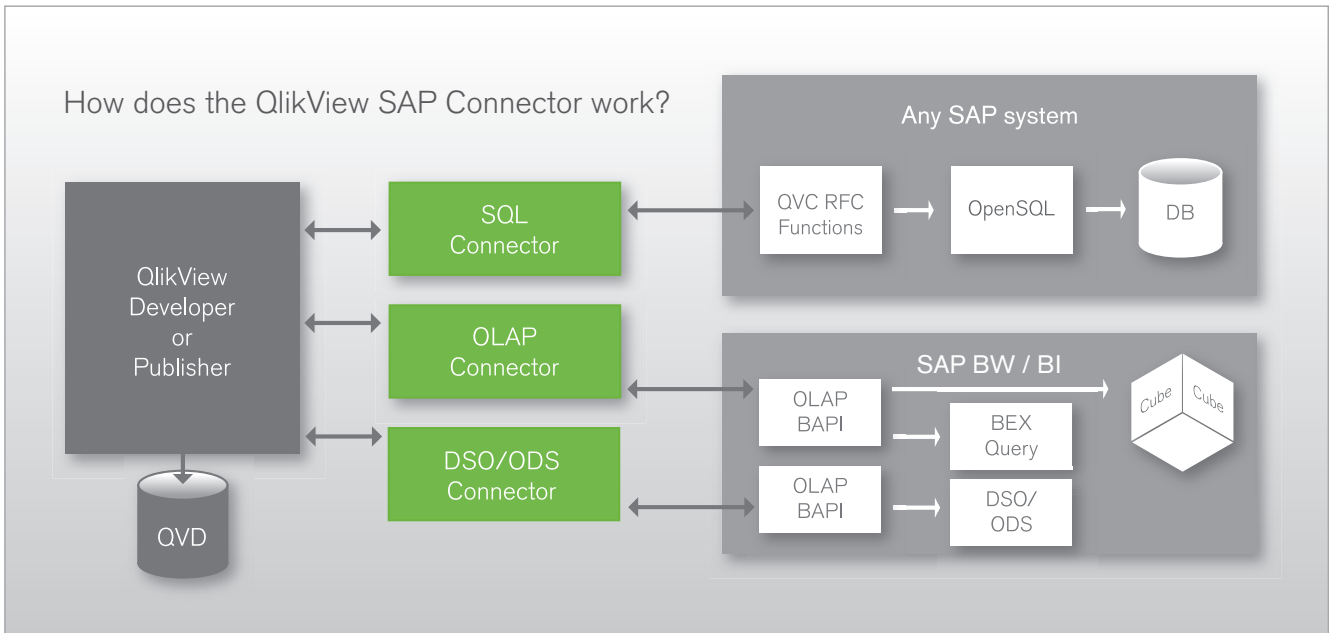 How does the QlikView SAP Connector work?
QlikView
Developer
or
Publisher
QVD
SQL
Connector
OLAP
Connector
DSO/ODS
Connector
Any SAP system
QVC RFC
Functions
OpenSQL
DB
SAP BW / BI
OLAP
BAPI
BEX
Query
Cube
Cube
OLAP
BAPI
DSO/
ODS